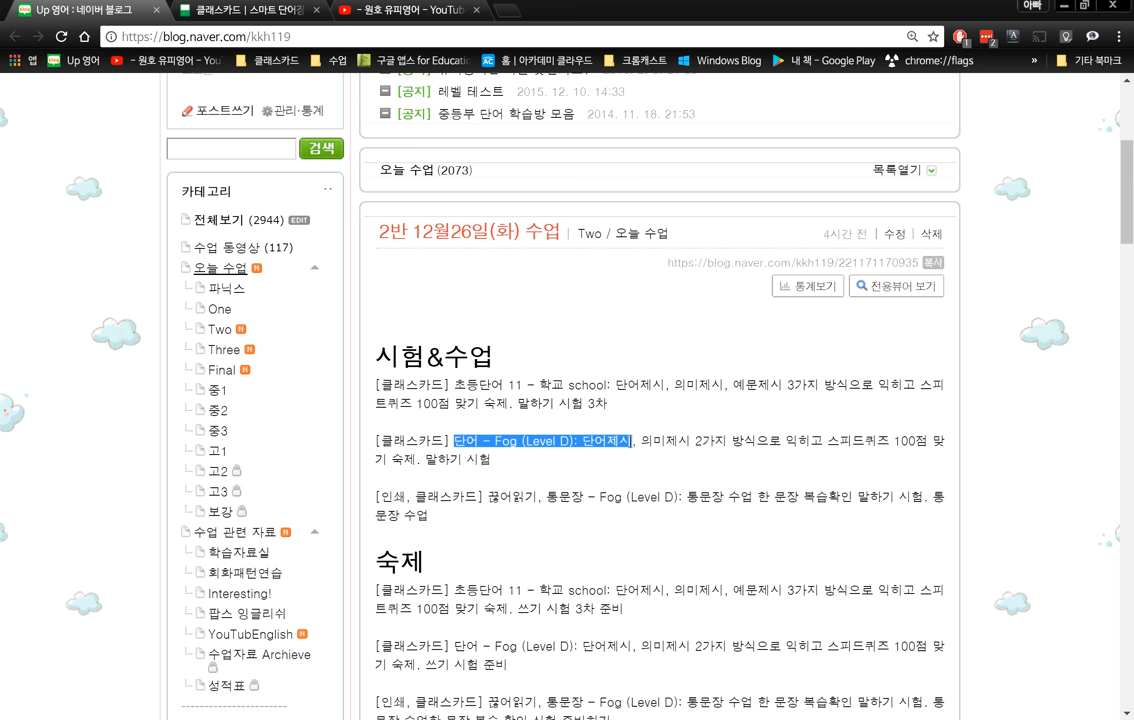 Up 영어 : 네이버 블로그
클래스카드 | 스마트 단어장
- 원호 유피영어 - YouTub
아빠
https://blog.naver.com/kkh119
앱
Up 영어
- 원호 유피영어 - You
클래스카드
수업
구글 앱스 for Educatio
홈 | 아카데미 클라우드
크롬캐스트
Windows Blog
내 책 - Google Play
chrome://flags
»
기타 북마크
포스트쓰기 관리·통계
검색
카테고리
전체보기 (2944) EDIT
수업 동영상 (117)
오늘 수업 N
파닉스
One
Two N
Three N
Final N
중1
중2
중3
고1
고2
고3
보강
수업 관련 자료 N
학습자료실
회화패턴연습
Interesting!
팝스 잉글리쉬
YouTubEnglish N
수업자료 Archieve
성적표
[공지] 레벨 테스트 2015. 12. 10. 14:33
[공지] 중등부 단어 학습방 모음 2014. 11. 18. 21:53
오늘 수업 (2073) 목록열기
2반 12월26일(화) 수업 | Two / 오늘 수업 4시간 전 | 수정 | 삭제
https://blog.naver.com/kkh119/221171170935 복사
통계보기 전용뷰어 보기
시험&수업
[클래스카드] 초등단어 11 - 학교 school: 단어제시, 의미제시, 예문제시 3가지 방식으로 익히고 스피
트퀴즈 100점 맞기 숙제. 말하기 시험 3차
[클래스카드] 단어 - Fog (Level D): 단어제시, 의미제시 2가지 방식으로 익히고 스피드퀴즈 100점 맞
기 숙제. 말하기 시험
[인쇄, 클래스카드] 끊어읽기, 통문장 - Fog (Level D): 통문장 수업 한 문장 복습확인 말하기 시험. 통
문장 수업
숙제
[클래스카드] 초등단어 11 - 학교 school: 단어제시, 의미제시, 예문제시 3가지 방식으로 익히고 스피
트퀴즈 100점 맞기 숙제. 쓰기 시험 3차 준비
[클래스카드] 단어 - Fog (Level D): 단어제시, 의미제시 2가지 방식으로 익히고 스피드퀴즈 100점 맞
기 숙제. 쓰기 시험 준비
[인쇄, 클래스카드] 끊어읽기, 통문장 - Fog (Level D): 통문장 수업 한 문장 복습확인 말하기 시험. 통